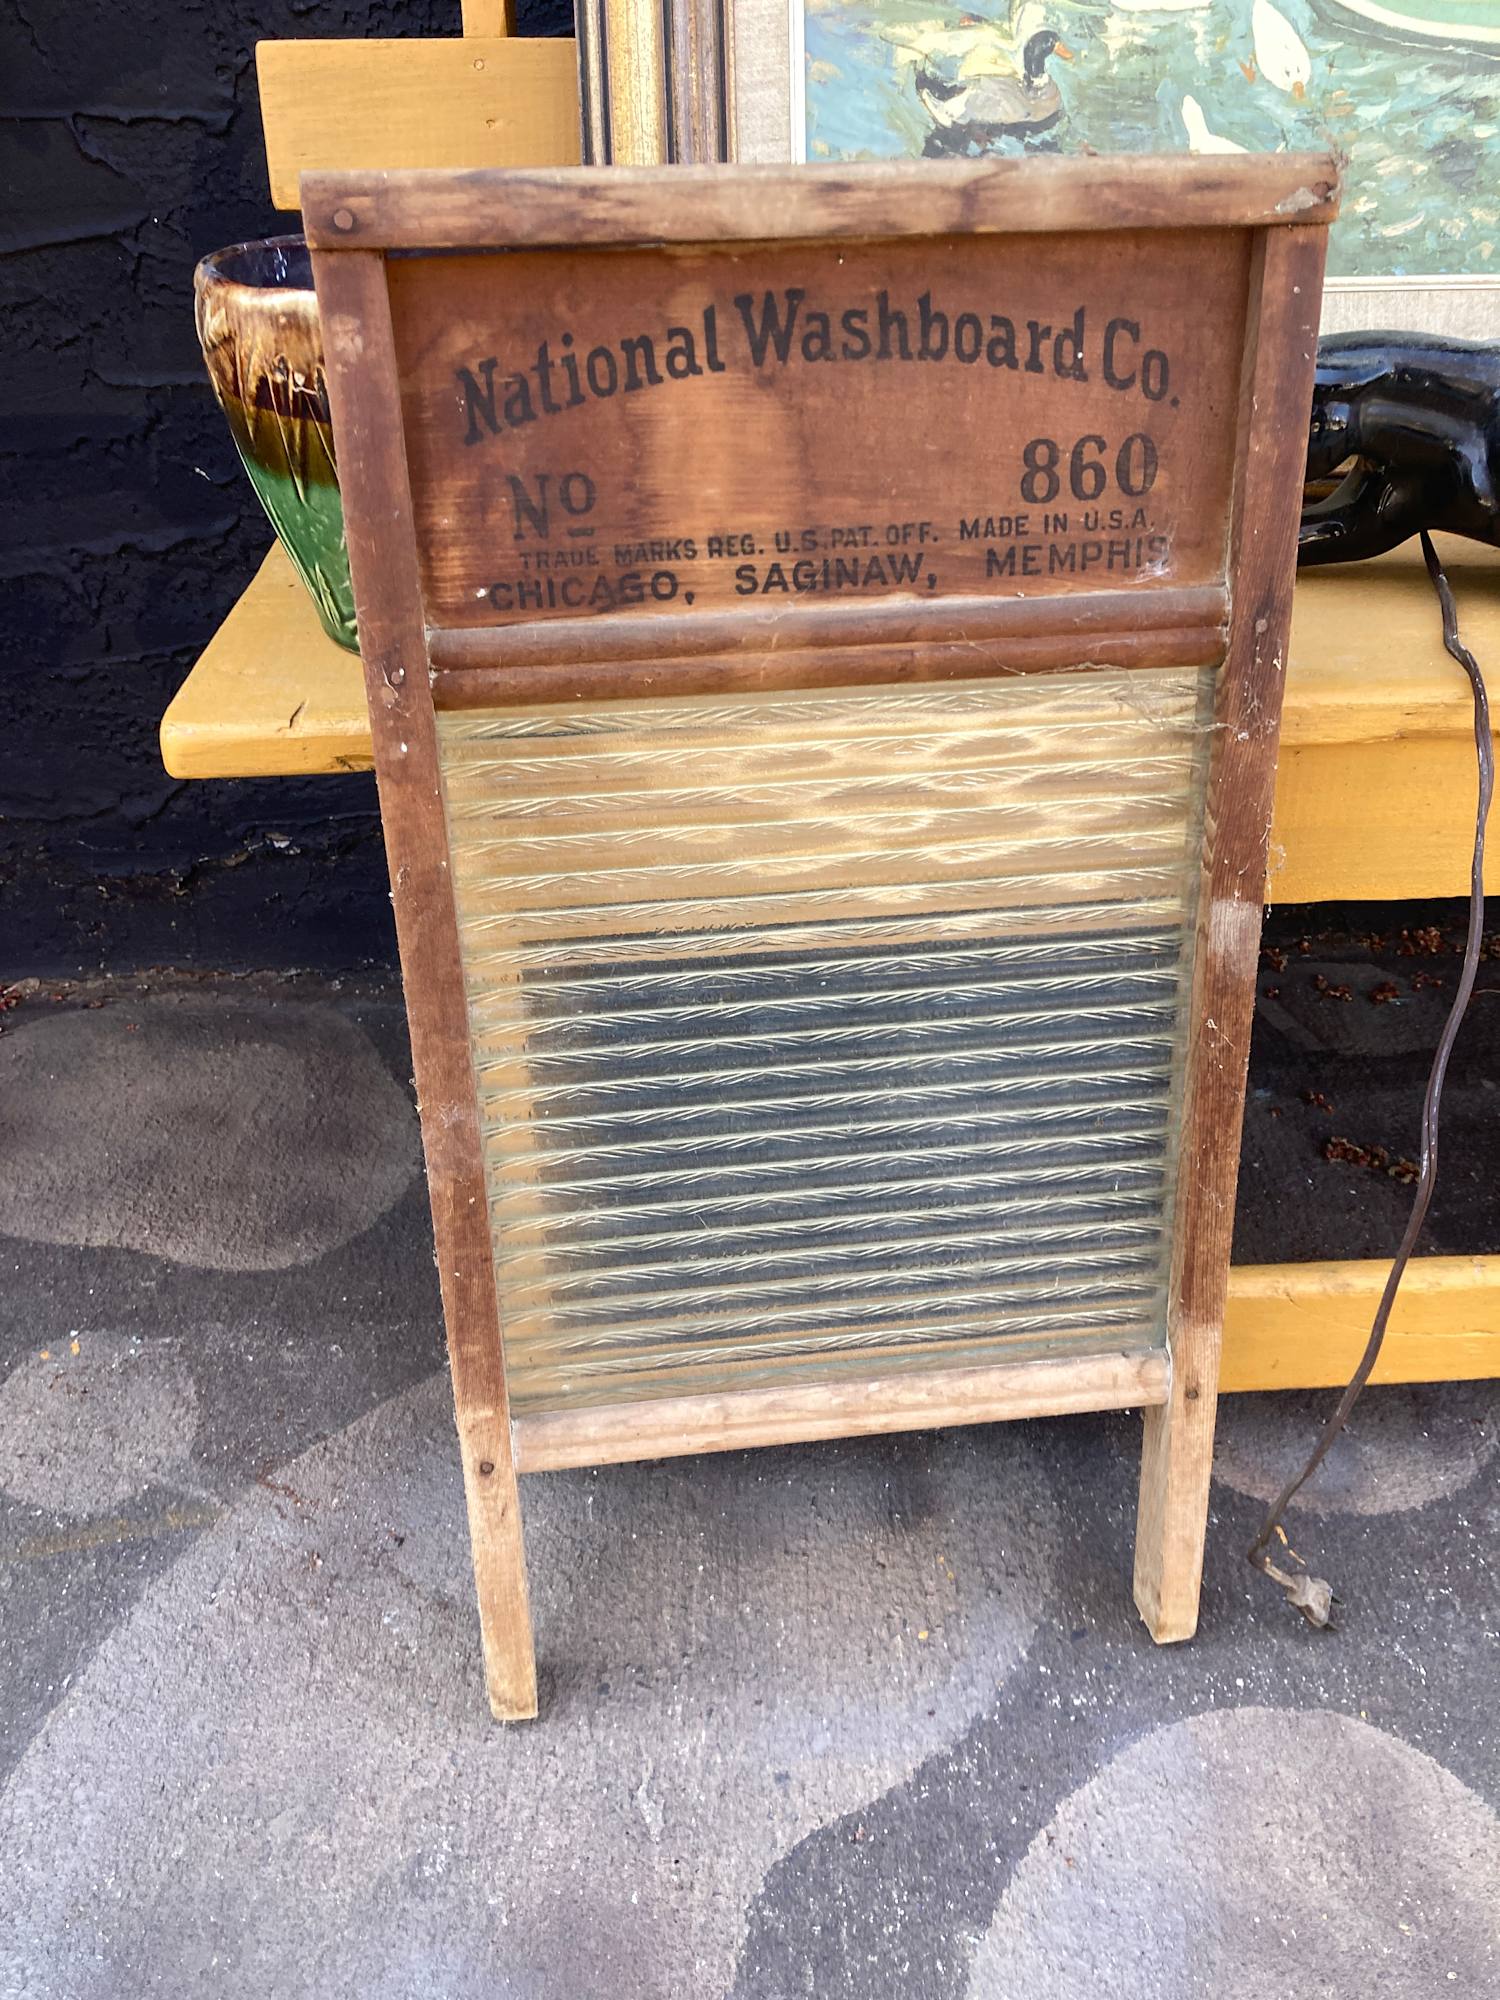 National Washboard Co.
No 860
TRADE MARKS REG. U.S. PAT. OFF. MADE IN U.S.A.
CHICAGO, SAGINAW, MEMPHIS